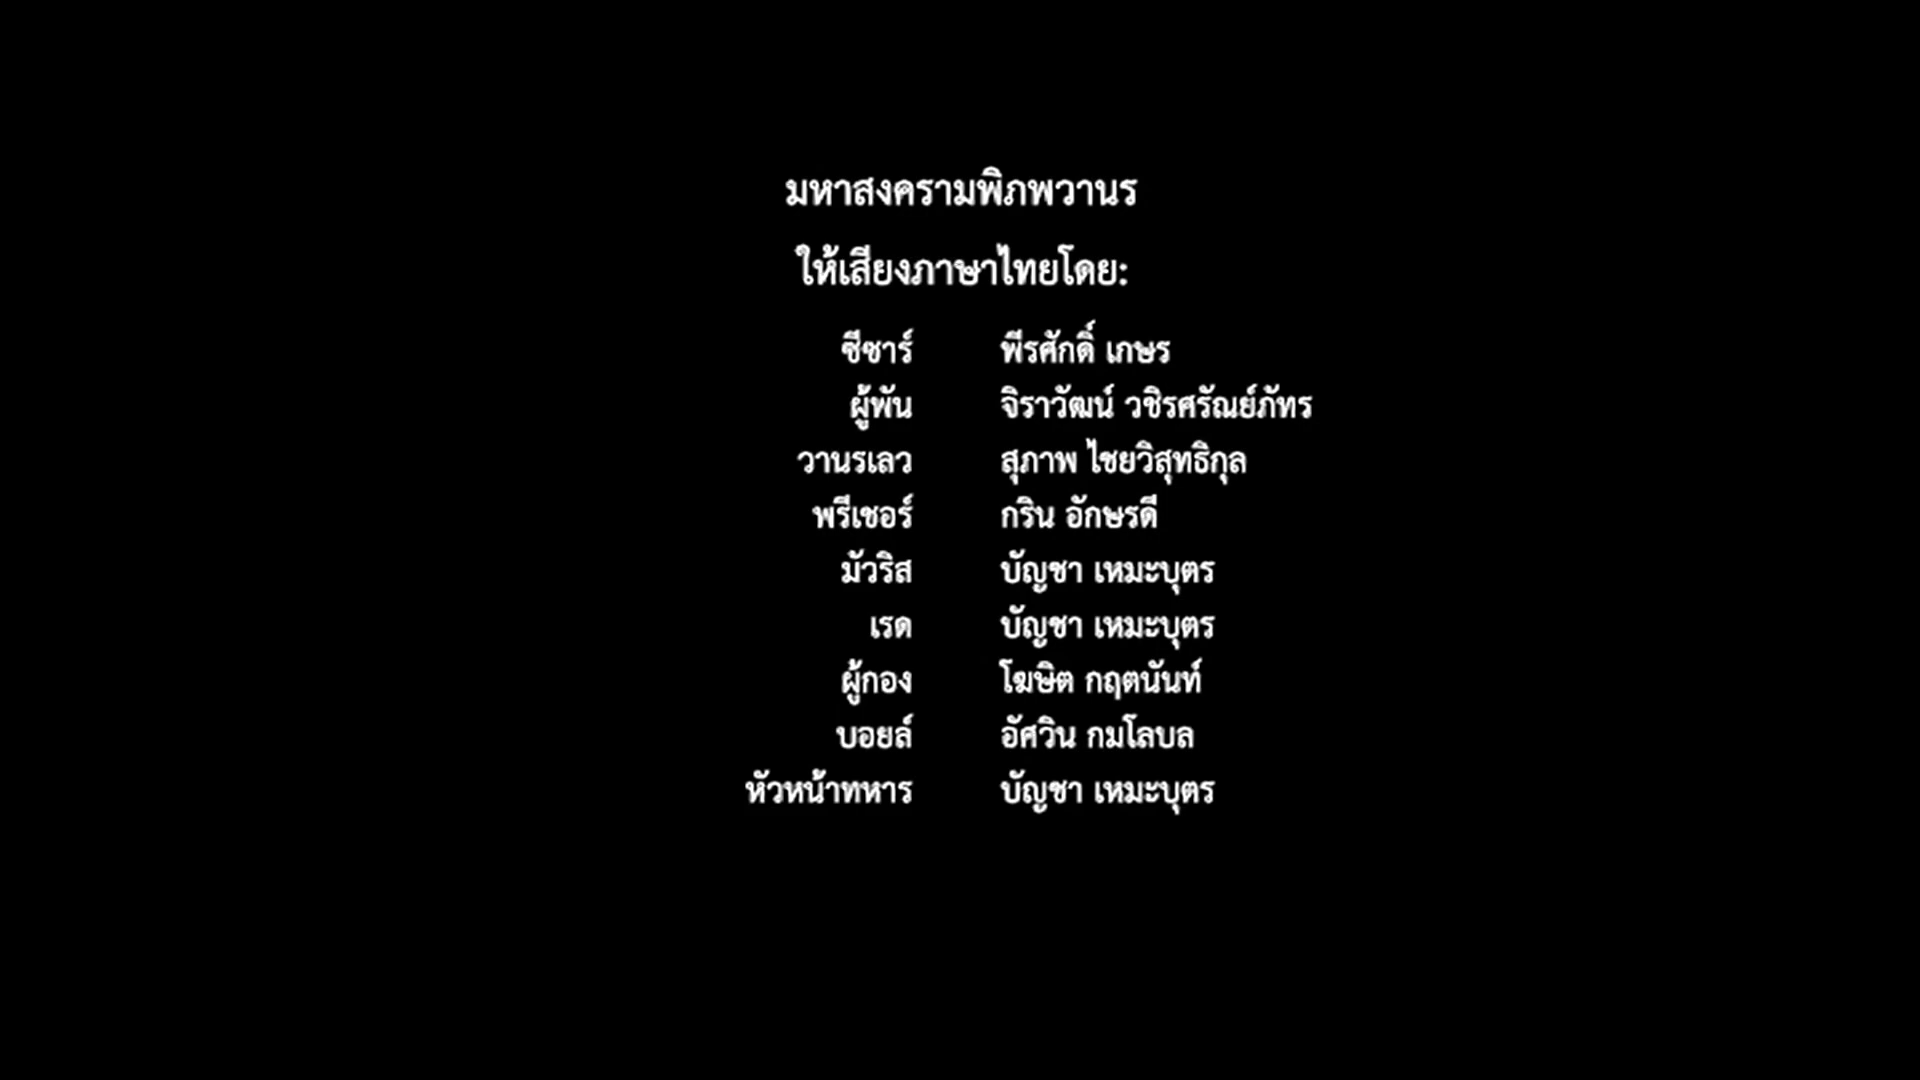 มหาสงครามพิภพวานร
ให้เสียงภาษาไทยโดย:
ซีซาร์ พีรศักดิ์ เกษร
ผู้พัน จิราวัฒน์ วชิรศรัณย์ภัทร
วานรเลว สุภาพ ไชยวิสุทธิกุล
พรีเชอร์ กริน อักษรดี
มัวริส บัญชา เหมะบุตร
เรด บัญชา เหมะบุตร
ผู้กอง โฆษิต กฤตนันท์
บอยล์ อัศวิน กมโลบล
หัวหน้าทหาร บัญชา เหมะบุตร